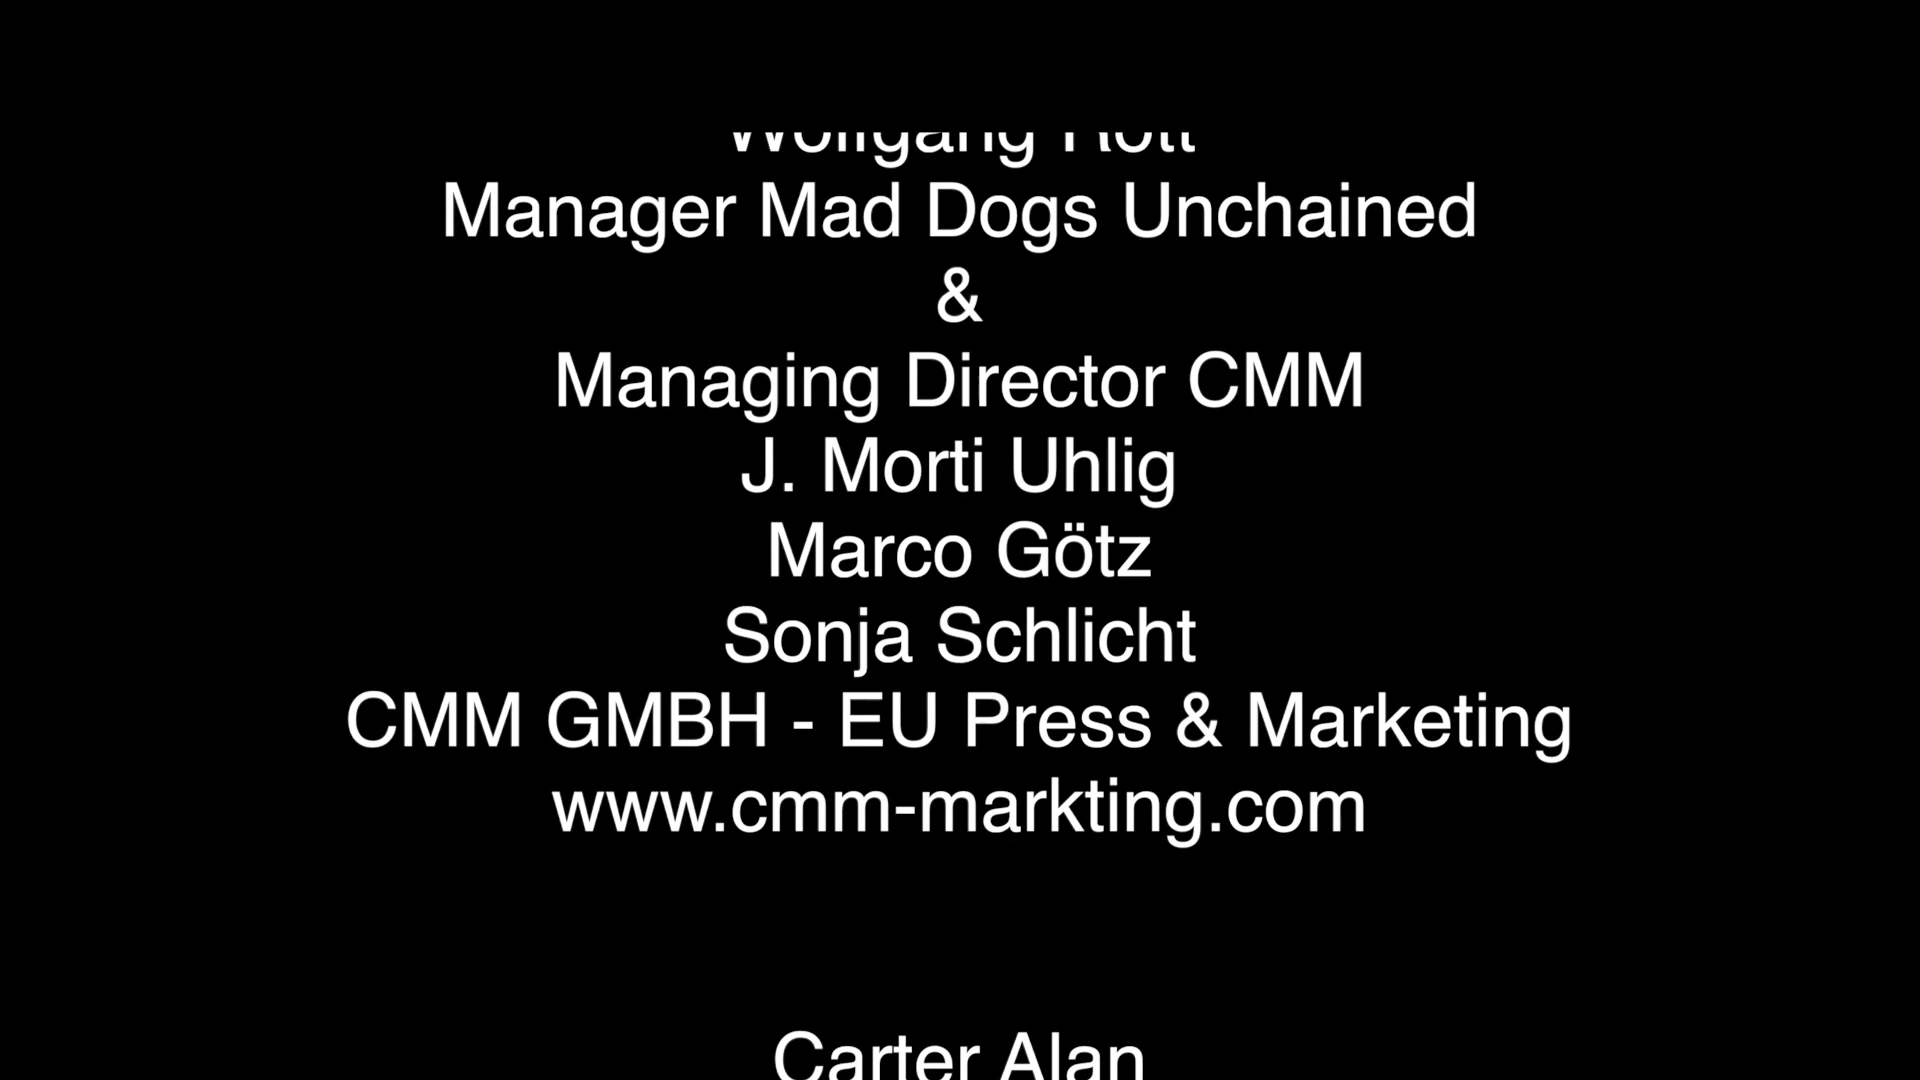 Wolfgang
Manager Mad Dogs Unchained
&
Managing Director CMM
J. Morti Uhlig
Marco Götz
Sonja Schlicht
CMM GMBH - EU Press & Marketing
www.cmm-markting.com
Carter Alan